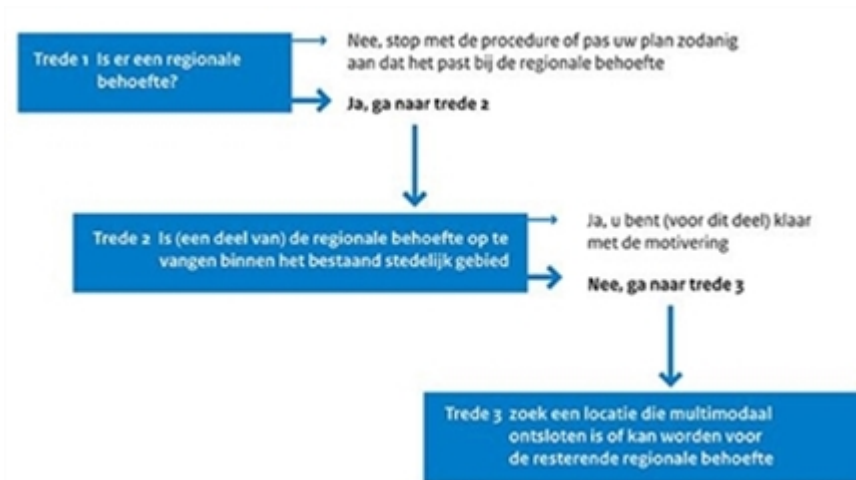 Trede 1 Is er een regionale
behoefte?
Nee, stop met de procedure of pas uw plan zodanig
aan dat het past bij de regionale behoefte
Ja, ga naar trede 2
Trede 2 Is (een deel van) de regionale behoefte op te
vangen binnen het bestaand stedelijk gebied
Ja, u bent (voor dit deel) klaar
met de motivering
Nee, ga naar trede 3
Trede 3 zoek een locatie die multimodaal
ontsloten is of kan worden voor
de resterende regionale behoefte